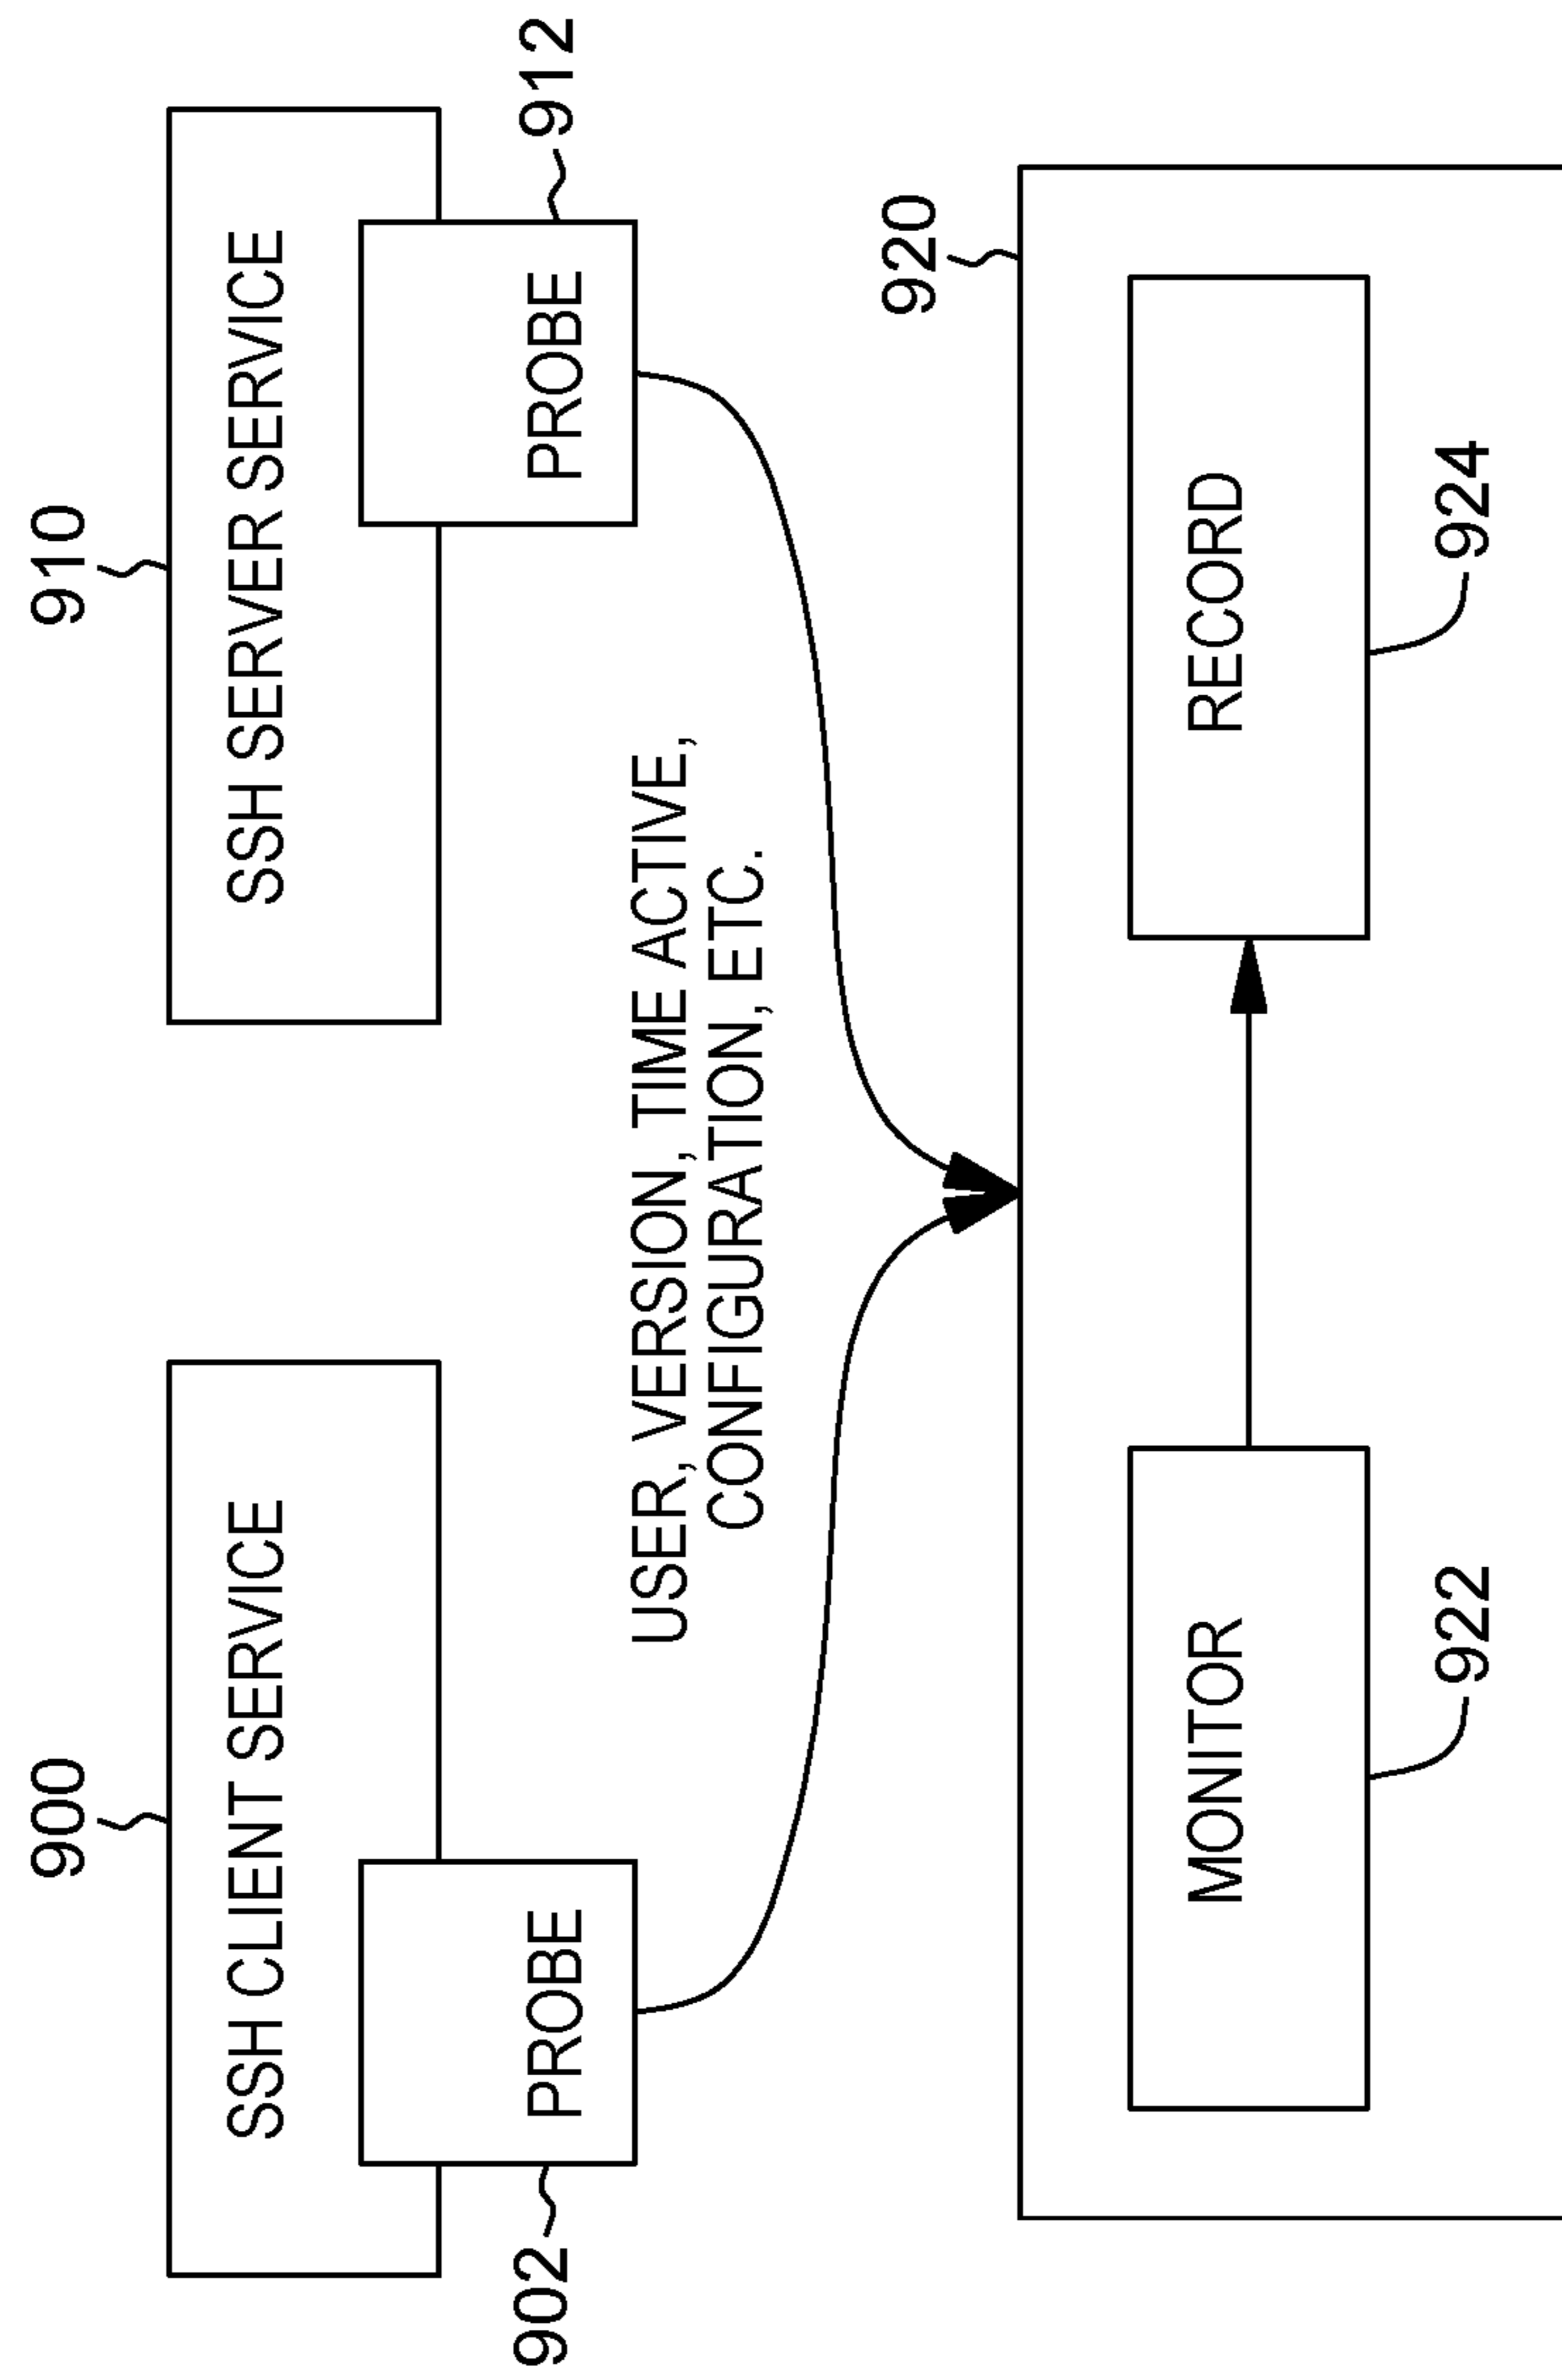 900
910
SSH CLIENT SERVICE
SSH SERVER SERVICE
902
PROBE
PROBE
912
USER, VERSION, TIME ACTIVE,
CONFIGURATION, ETC.
920
MONITOR
RECORD
922
924